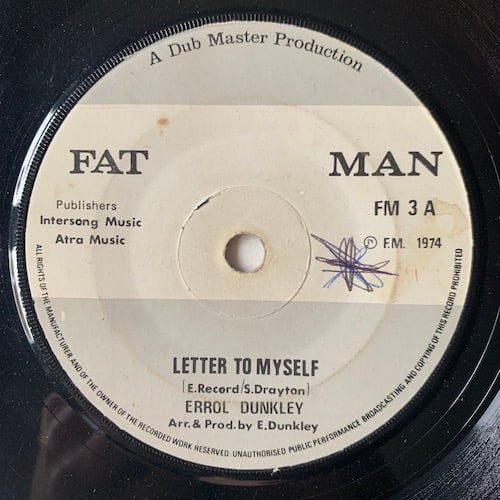 A Dub Master Production
FAT MAN
Publishers
Intersong Music
Atra Music
FM 3 A
℗ F.M. 1974
LETTER TO MYSELF
[E.Record/S.Drayton]
ERROL DUNKLEY
Arr.& Prod.by E,Dunkley
ALL RIGHTS OF THE MANUFACTURER AND OF THE OWNER OF THE RECORDED WORK RESERVED UNAUTHORISED PUBLIC PERFORMANCE BROADCASTING AND COPYING OF THIS RECORD PROHIBITED